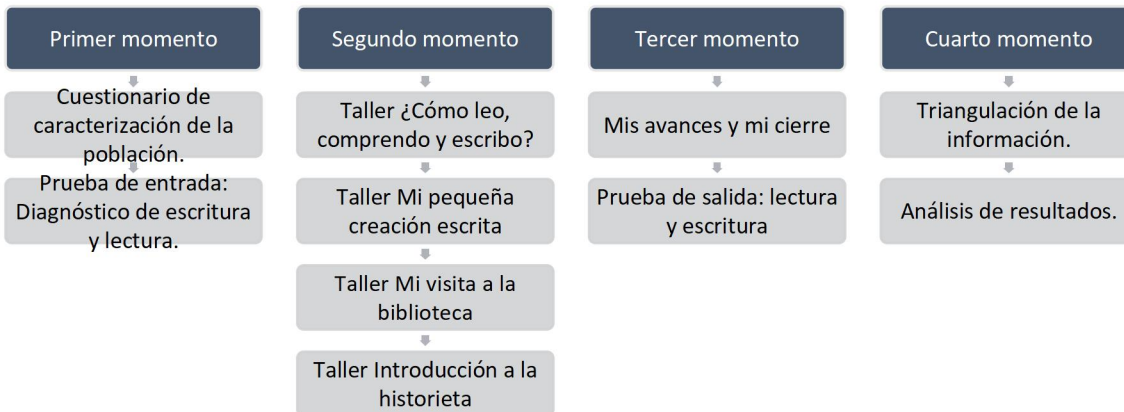 Primer momento
Cuestionario de
caracterización de la
población.
Prueba de entrada:
Diagnóstico de escritura
y lectura.
Segundo momento
Taller ¿Cómo leo,
comprendo y escribo?
Taller Mi pequeña
creación escrita
Taller Mi visita a la
biblioteca
Taller Introducción a la
historieta
Tercer momento
Mis avances y mi cierre
Prueba de salida: lectura
y escritura
Cuarto momento
Triangulación de la
información.
Análisis de resultados.